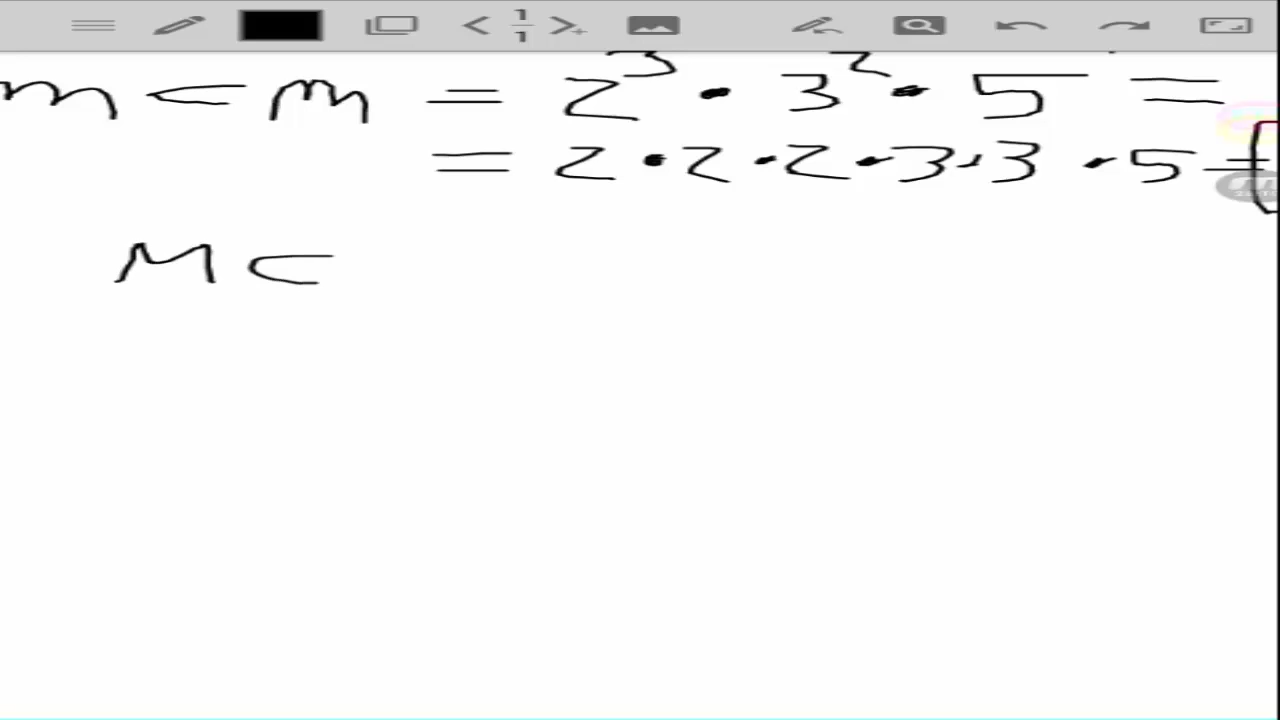 mcm = 2³ · 3² · 5 =
= 2 · 2 · 2 · 3 · 3 · 5 =
MC